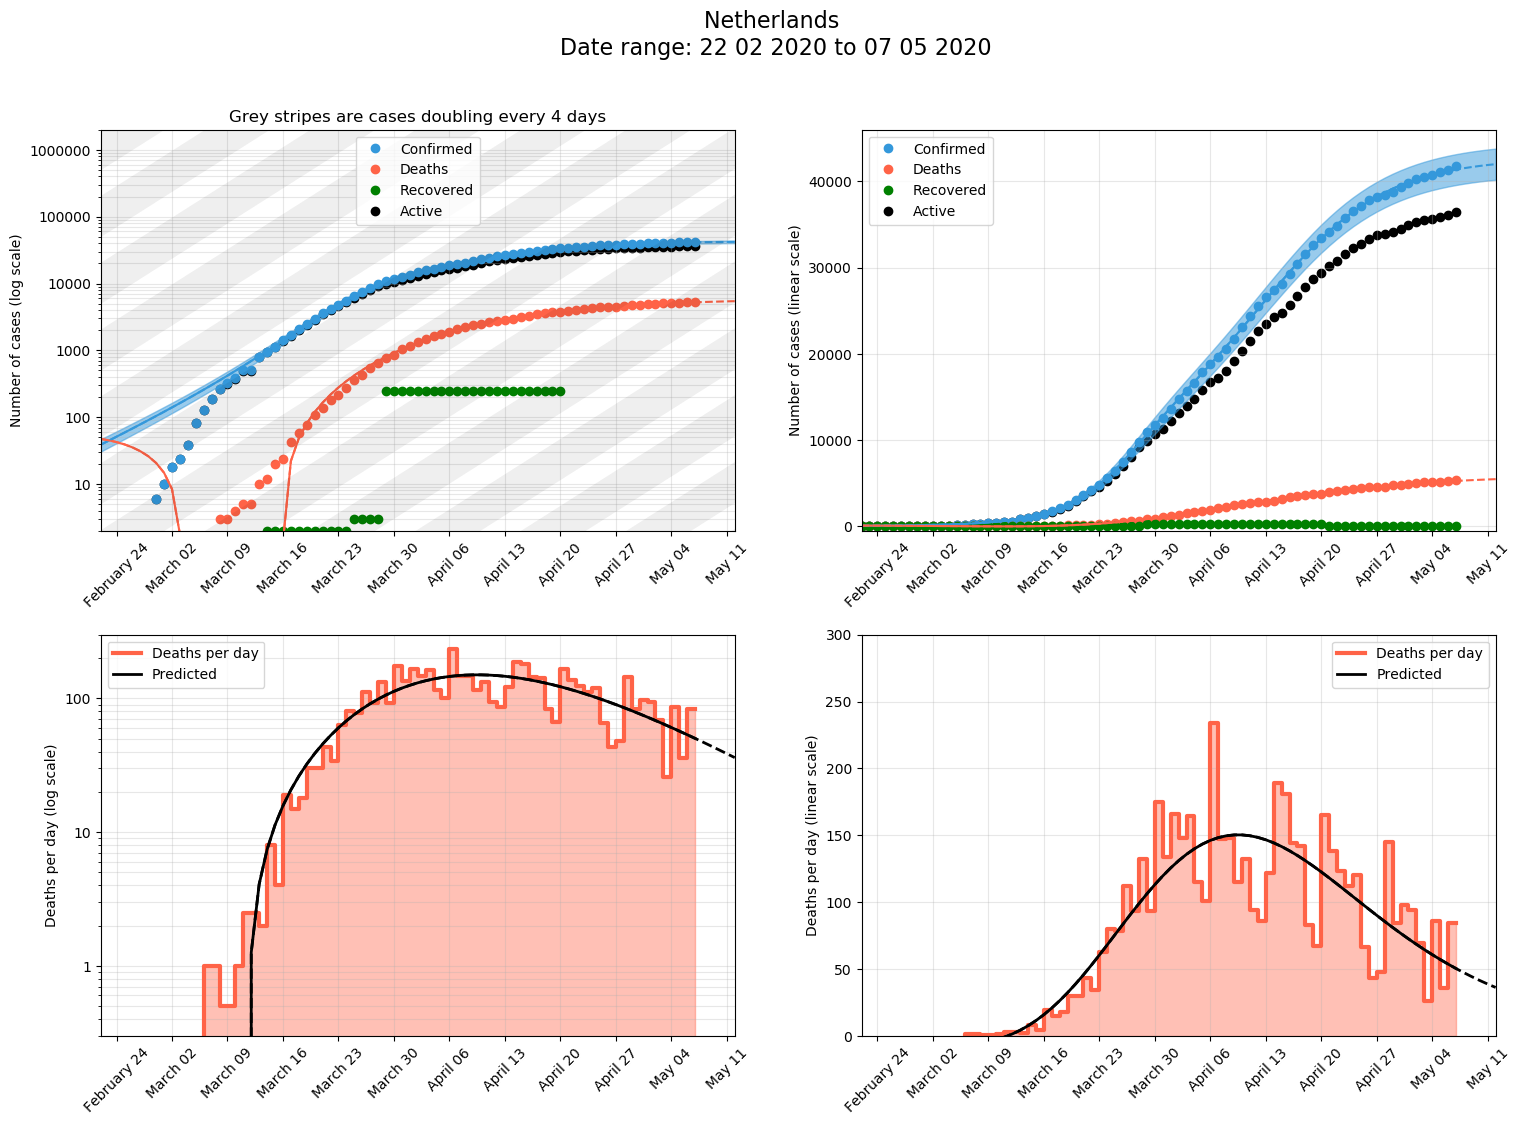 Netherlands
Date range: 22 02 2020 to 07 05 2020
Grey stripes are cases doubling every 4 days
Number of cases (log scale)
1000000
100000
10000
1000
100
10
Confirmed
Deaths
Recovered
Active
February 24
March 02
March 09
March 16
March 23
March 30
April 06
April 13
April 20
April 27
May 04
May 11
Number of cases (linear scale)
40000
30000
20000
10000
0
Confirmed
Deaths
Recovered
Active
February 24
March 02
March 09
March 16
March 23
March 30
April 06
April 13
April 20
April 27
May 04
May 11
Deaths per day (log scale)
100
10
1
Deaths per day
Predicted
February 24
March 02
March 09
March 16
March 23
March 30
April 06
April 13
April 20
April 27
May 04
May 11
Deaths per day (linear scale)
300
250
200
150
100
50
0
Deaths per day
Predicted
February 24
March 02
March 09
March 16
March 23
March 30
April 06
April 13
April 20
April 27
May 04
May 11